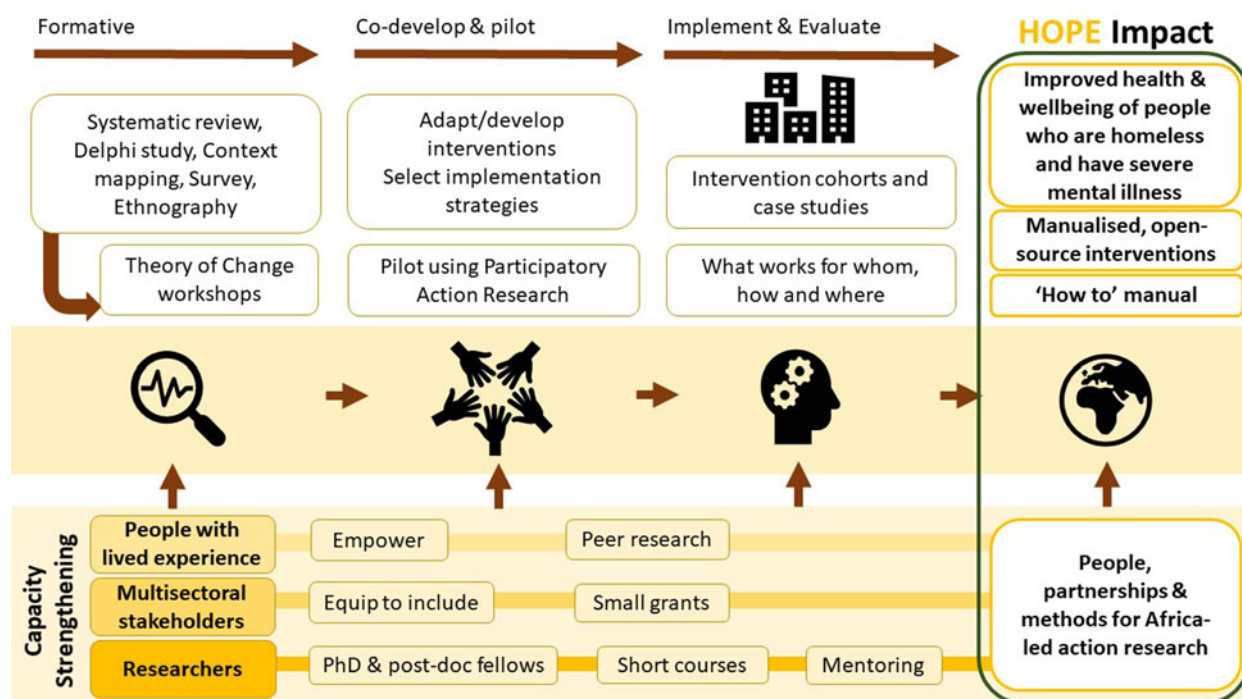 Formative
Co-develop & pilot
Implement & Evaluate
HOPE Impact
Systematic review,
Delphi study, Context
mapping, Survey,
Ethnography
Theory of Change
workshops
Adapt/develop
interventions
Select implementation
strategies
Pilot using Participatory
Action Research
Intervention cohorts and
case studies
What works for whom,
how and where
Improved health &
wellbeing of people
who are homeless
and have severe
mental illness
Manualised, open-
source interventions
‘How to’ manual
Capacity
Strengthening
People with
lived experience
Empower
Peer research
Multisectoral
stakeholders
Equip to include
Small grants
Researchers
PhD & post-doc fellows
Short courses
Mentoring
People,
partnerships &
methods for Africa-
led action research